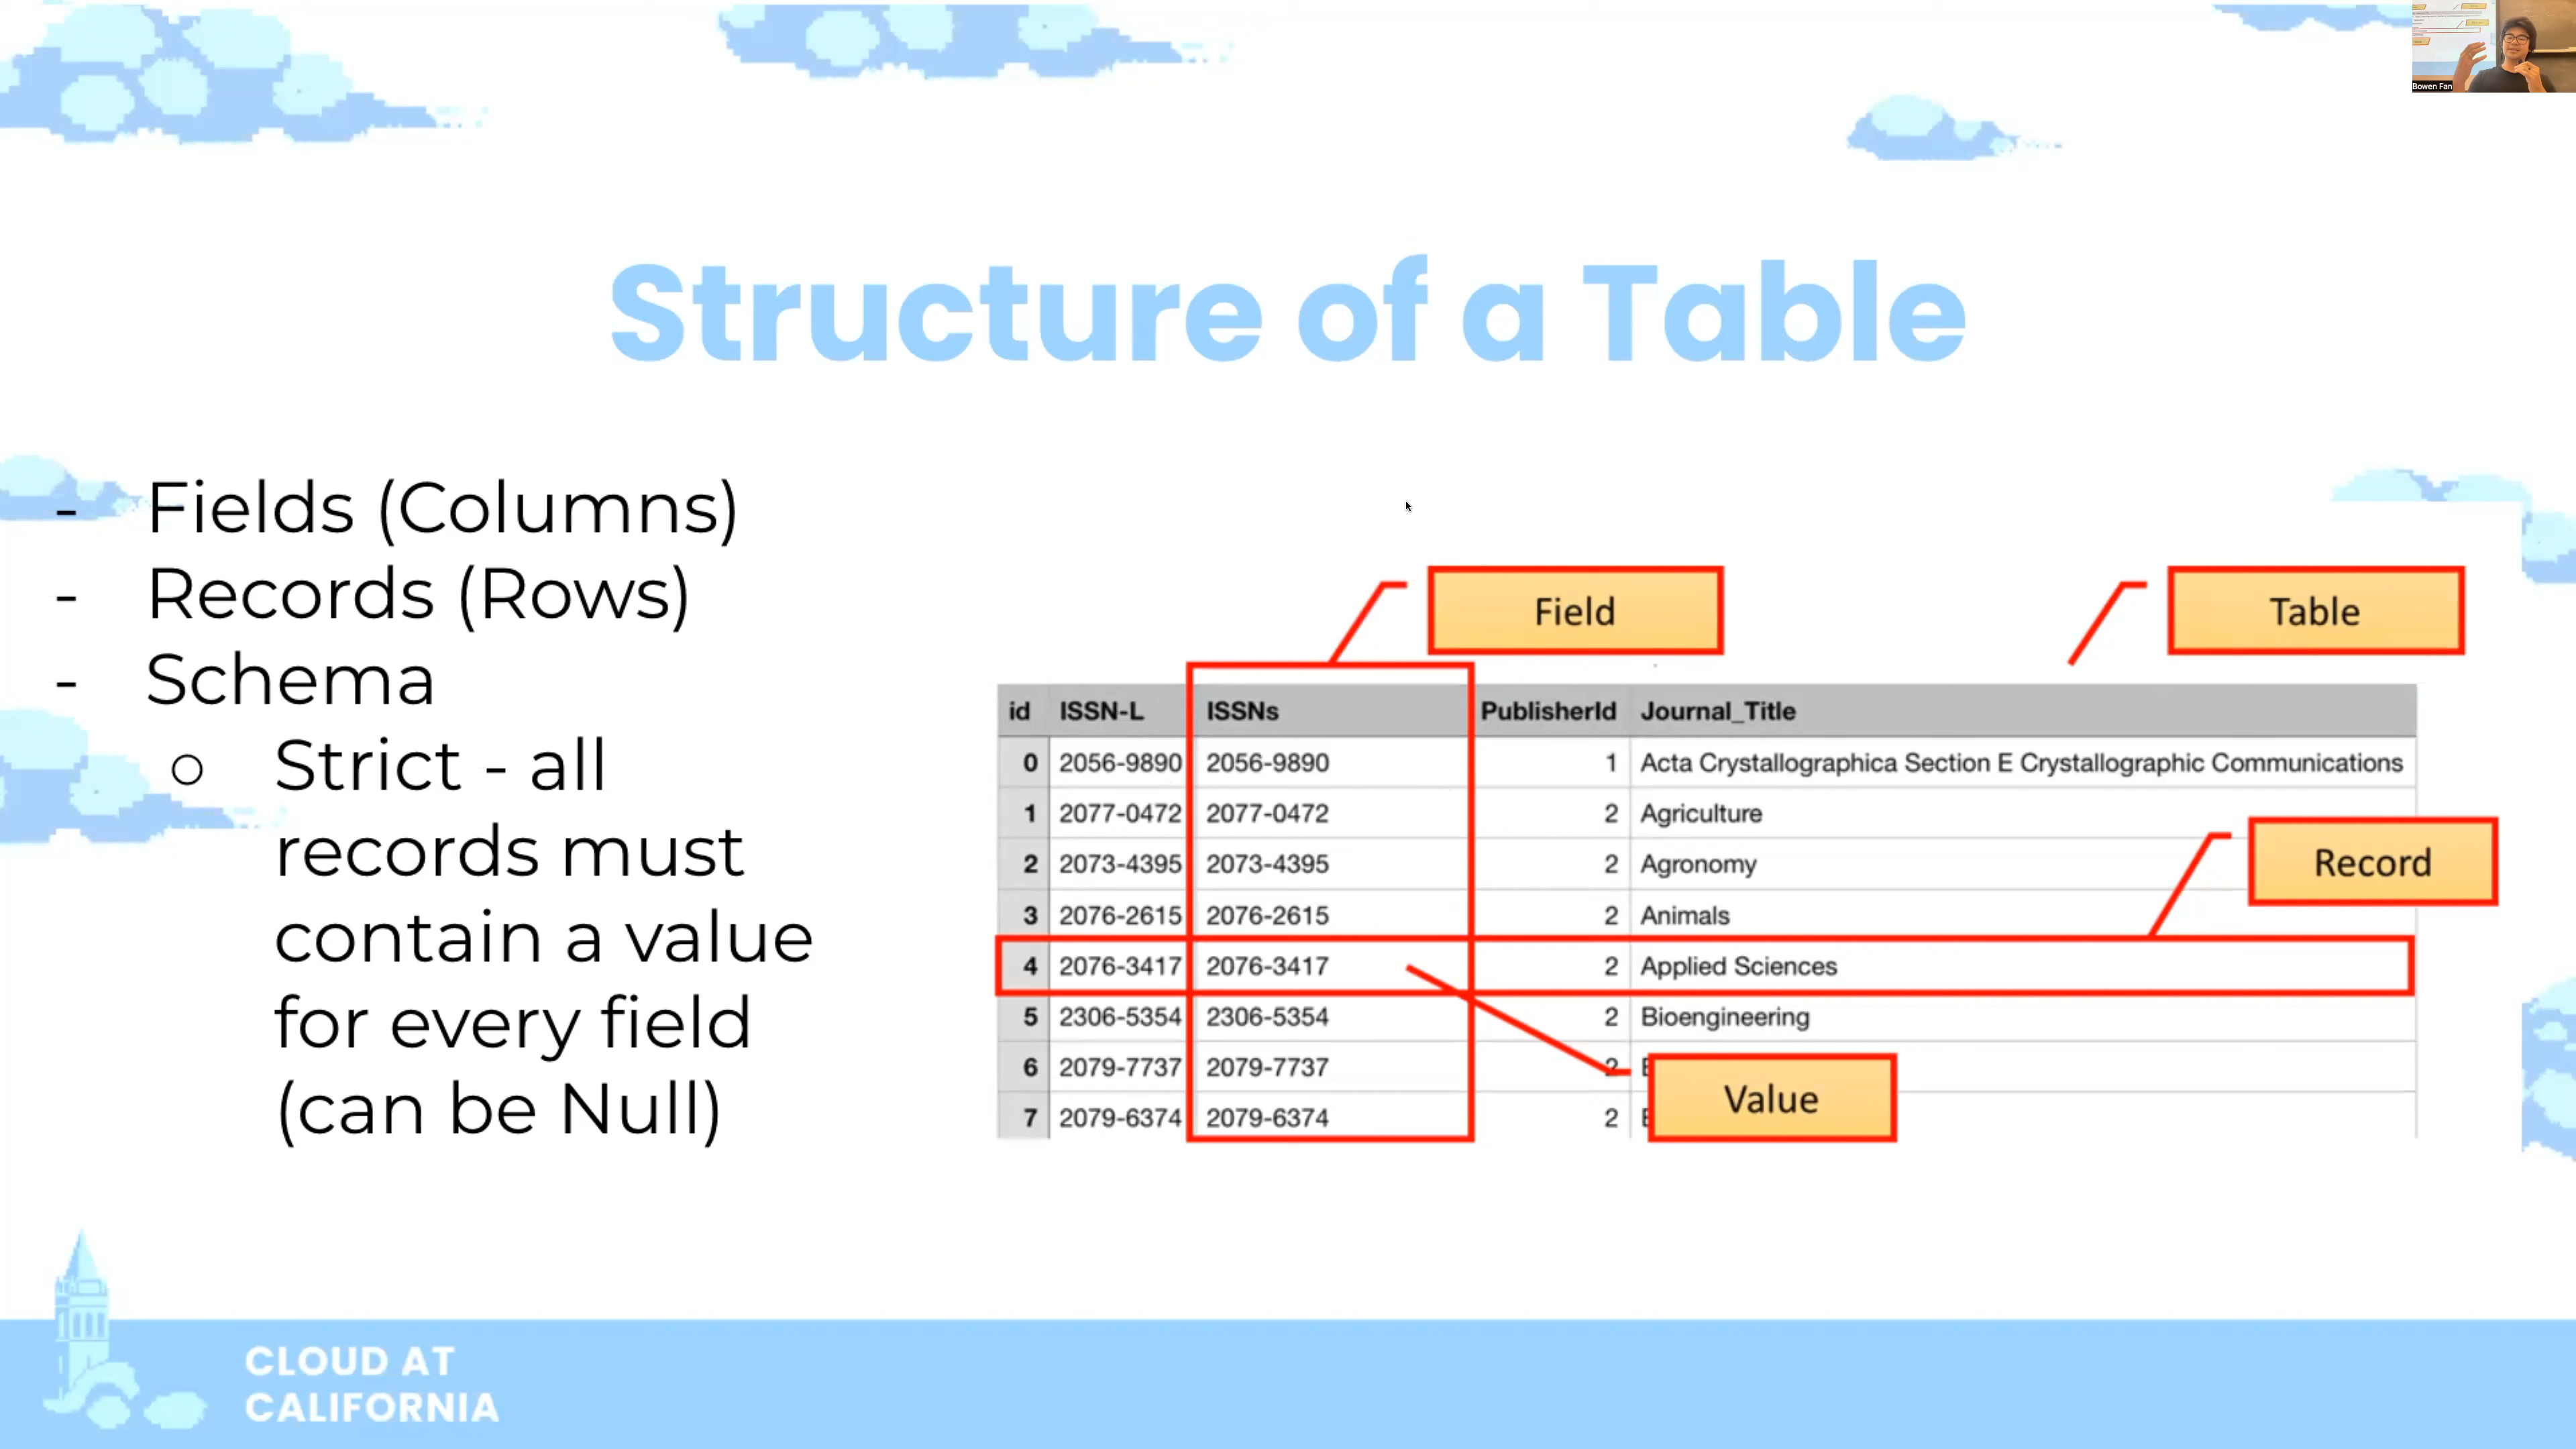 Bowen Fan
Structure of a Table
- Fields (Columns)
- Records (Rows)
- Schema
○ Strict - all
records must
contain a value
for every field
(can be Null)
Field
Table
id ISSN-L ISSNs PublisherId Journal_Title
0 2056-9890 2056-9890 1 Acta Crystallographica Section E Crystallographic Communications
1 2077-0472 2077-0472 2 Agriculture
2 2073-4395 2073-4395 2 Agronomy
Record
3 2076-2615 2076-2615 2 Animals
4 2076-3417 2076-3417 2 Applied Sciences
5 2306-5354 2306-5354 2 Bioengineering
6 2079-7737 2079-7737 2
Value
7 2079-6374 2079-6374 2
CLOUD AT
CALIFORNIA